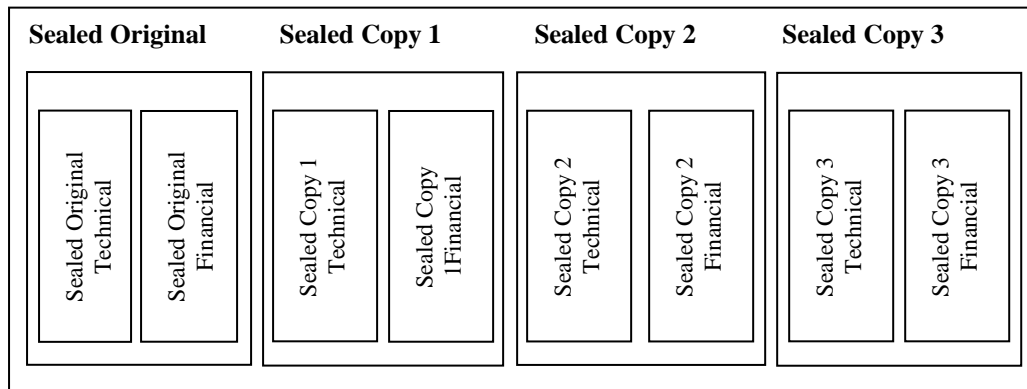 Sealed Original
Sealed Copy 1
Sealed Copy 2
Sealed Copy 3
Sealed Original
Technical
Sealed Original
Financial
Sealed Copy 1
Technical
Sealed Copy
1Financial
Sealed Copy 2
Technical
Sealed Copy 2
Financial
Sealed Copy 3
Technical
Sealed Copy 3
Financial